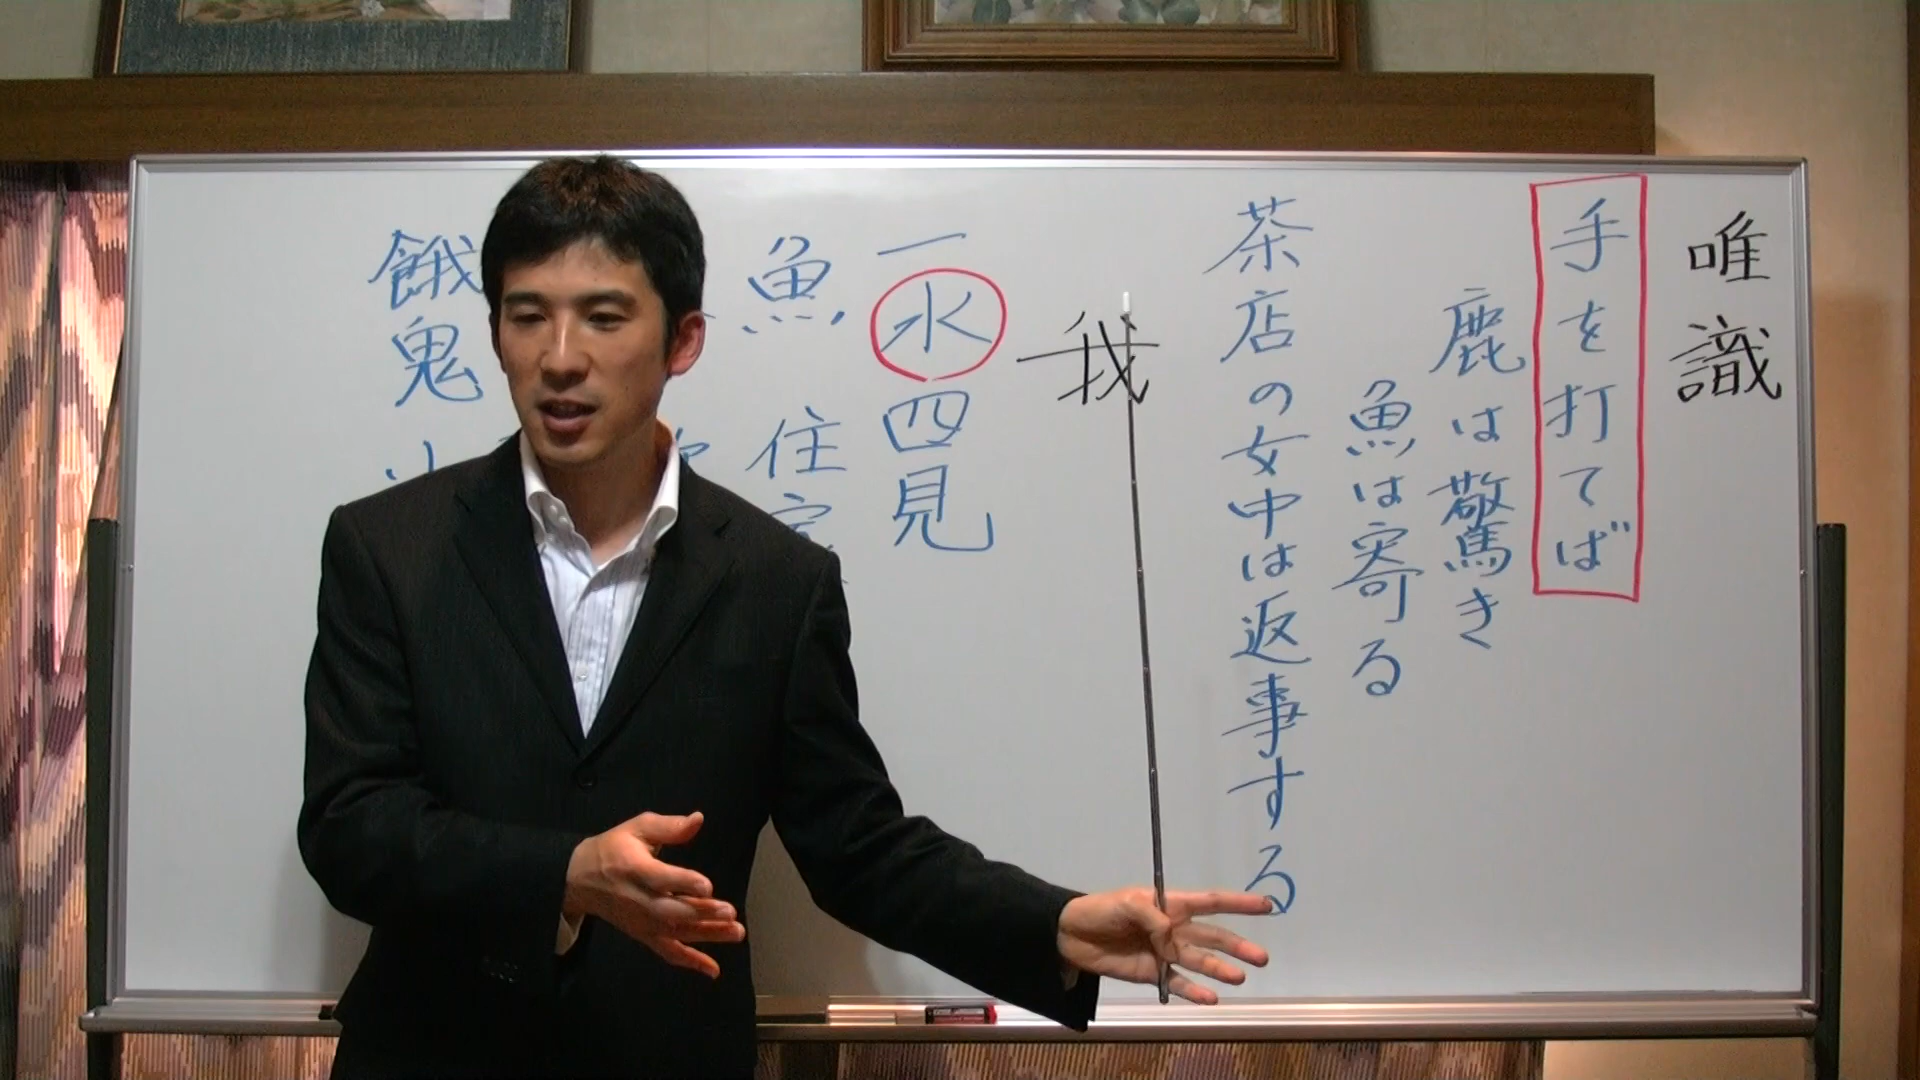 唯識
手を打てば
鹿は驚き
魚は寄る
茶店の女中は返事する
我
一水四見
魚 住
餓鬼